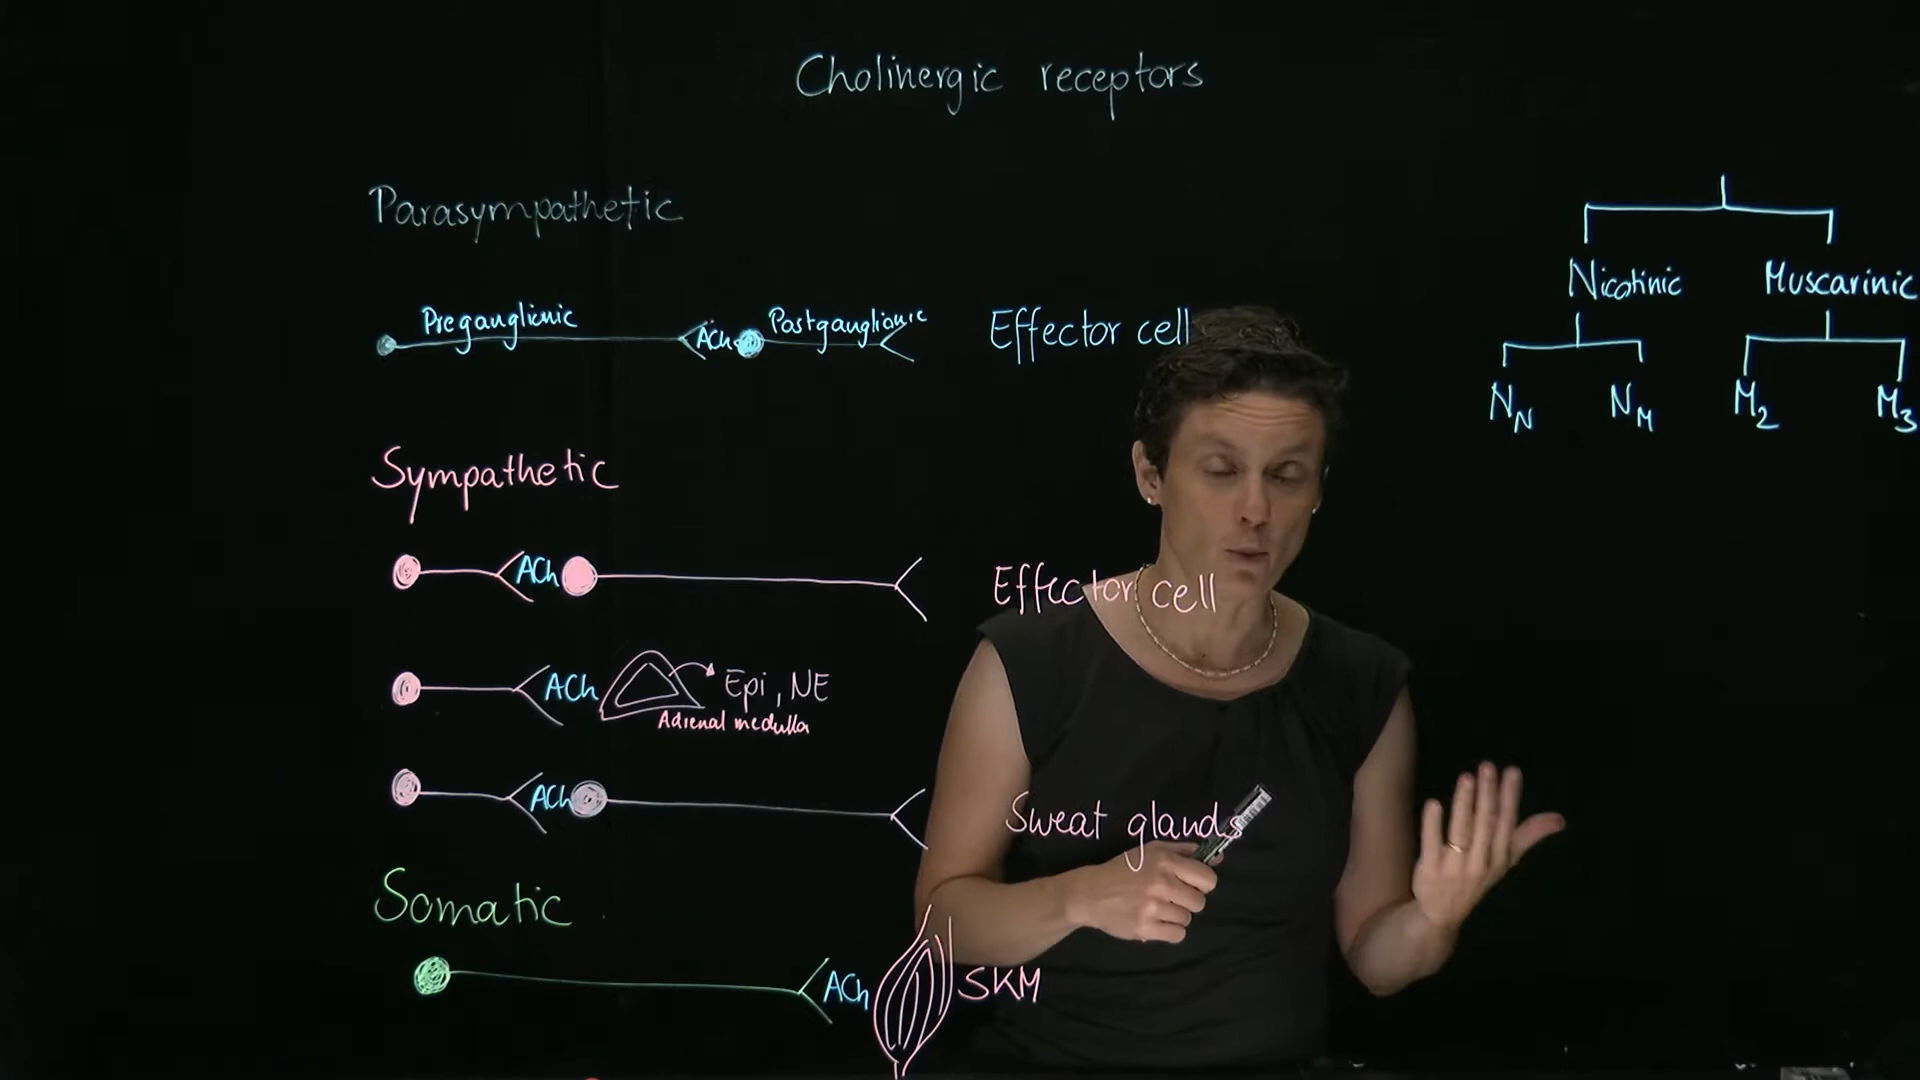 Cholinergic receptors
Parasympathetic
Preganglionic ACh Postganglionic Effector cell
Sympathetic
ACh Effector cell
ACh Epi, NE
Adrenal medulla
ACh Sweat glands
Somatic
ACh SKM
Nicotinic Muscarinic
NN NM M2 M3